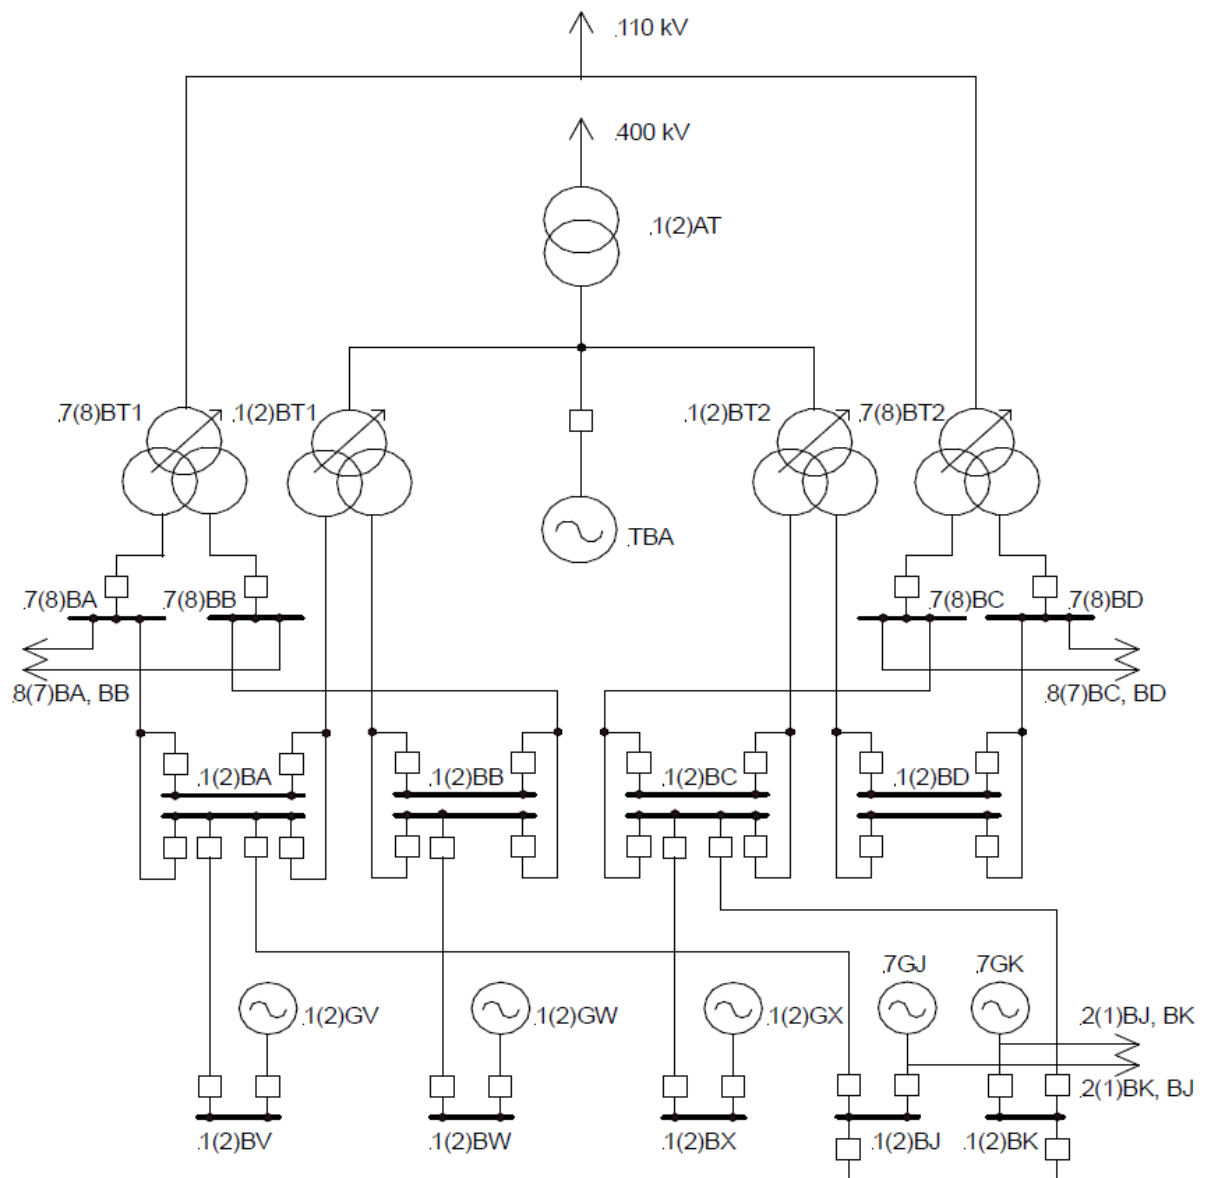 .110 kV
.400 kV
.1(2)AT
.7(8)BT1
.1(2)BT1
.1(2)BT2
.7(8)BT2
.TBA
.7(8)BA
.7(8)BB
.7(8)BC
.7(8)BD
.8(7)BA, BB
.8(7)BC, BD
.1(2)BA
.1(2)BB
.1(2)BC
.1(2)BD
.7GJ
.7GK
.1(2)GV
.1(2)GW
.1(2)GX
.2(1)BJ, BK
.2(1)BK, BJ
.1(2)BV
.1(2)BW
.1(2)BX
.1(2)BJ
.1(2)BK